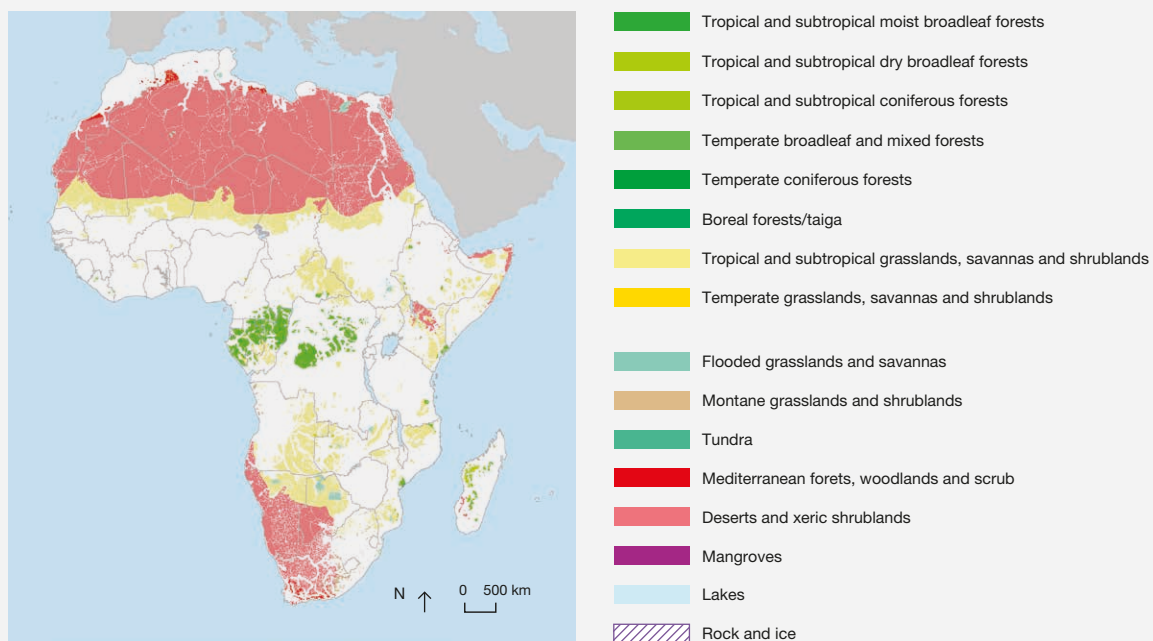 Tropical and subtropical moist broadleaf forests
Tropical and subtropical dry broadleaf forests
Tropical and subtropical coniferous forests
Temperate broadleaf and mixed forests
Temperate coniferous forests
Boreal forests/taiga
Tropical and subtropical grasslands, savannas and shrublands
Temperate grasslands, savannas and shrublands
Flooded grasslands and savannas
Montane grasslands and shrublands
Tundra
Mediterranean forets, woodlands and scrub
Deserts and xeric shrublands
Mangroves
Lakes
Rock and ice
N 0 500 km